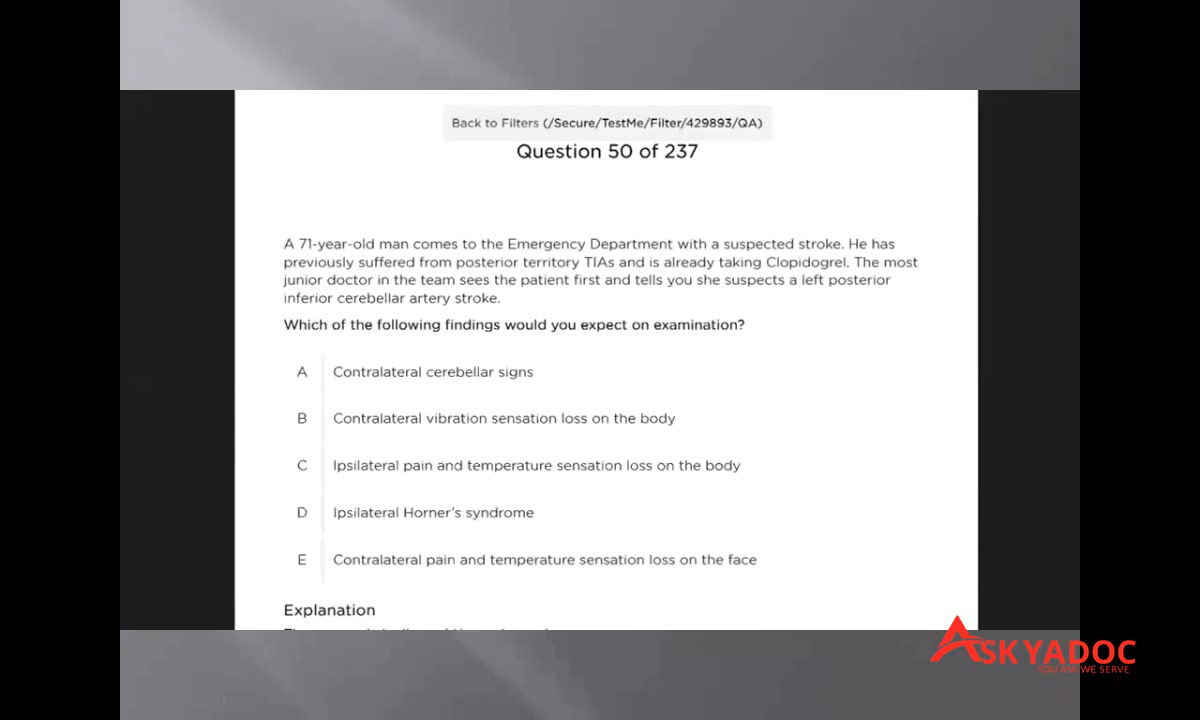 Back to Filters (/Secure/TestMe/Filter/429893/QA)
Question 50 of 237
A 71-year-old man comes to the Emergency Department with a suspected stroke. He has
previously suffered from posterior territory TIAs and is already taking Clopidogrel. The most
junior doctor in the team sees the patient first and tells you she suspects a left posterior
inferior cerebellar artery stroke.
Which of the following findings would you expect on examination?
A Contralateral cerebellar signs
B Contralateral vibration sensation loss on the body
C Ipsilateral pain and temperature sensation loss on the body
D Ipsilateral Horner's syndrome
E Contralateral pain and temperature sensation loss on the face
Explanation
ASKYADOC
YOU ASK WE SERVE